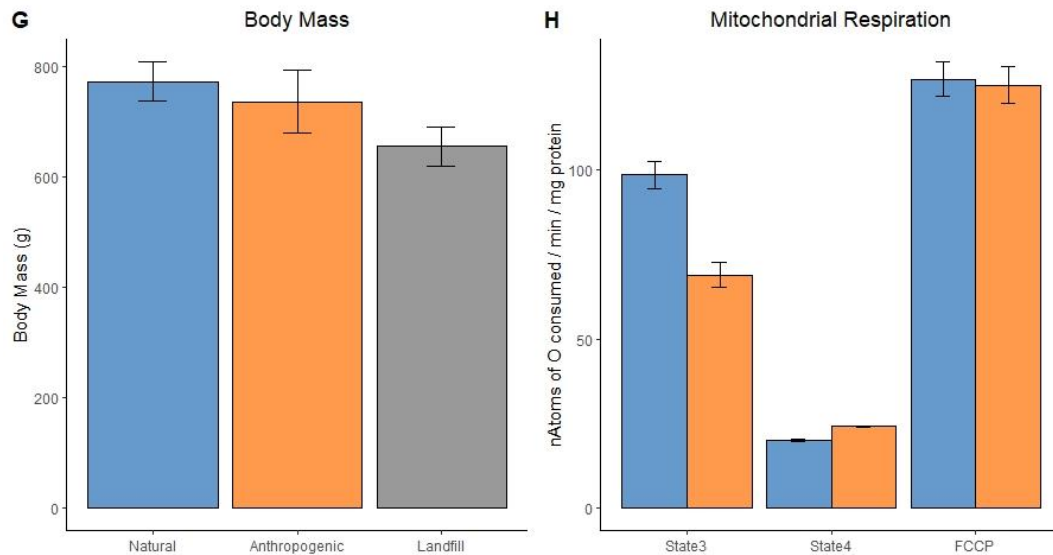 G
Body Mass
Body Mass (g)
800
600
400
200
0
Natural
Anthropogenic
Landfill
H
Mitochondrial Respiration
nAtoms of O consumed / min / mg protein
100
50
0
State3
State4
FCCP